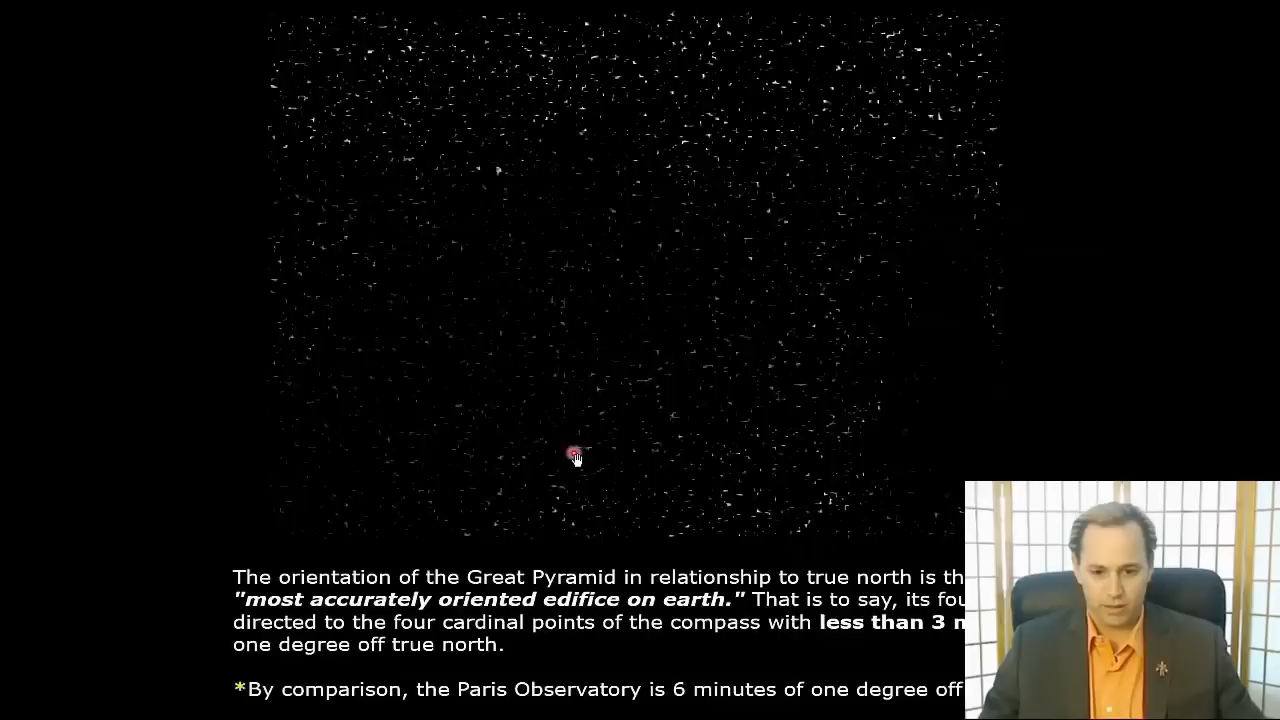 The orientation of the Great Pyramid in relationship to true north is th
"most accurately oriented edifice on earth." That is to say, its fou
directed to the four cardinal points of the compass with less than 3 m
one degree off true north.
*By comparison, the Paris Observatory is 6 minutes of one degree off